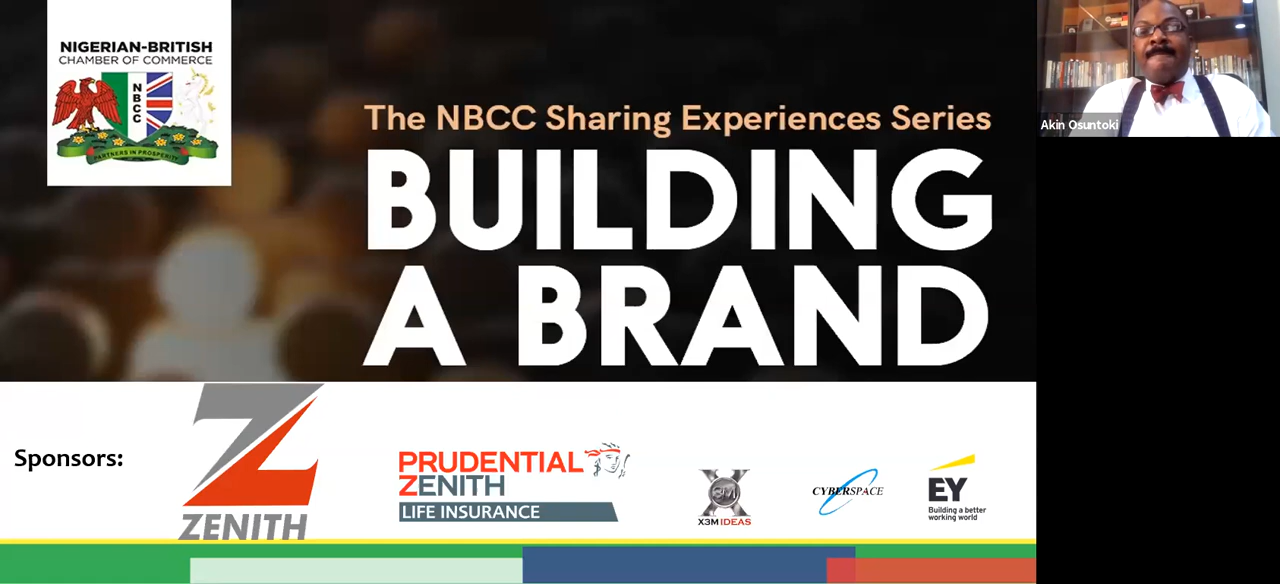 NIGERIAN-BRITISH
CHAMBER OF COMMERCE
N
B
C
C
PARTNERS IN PROSPERITY
The NBCC Sharing Experiences Series
BUILDING
A BRAND
Akin Osuntoki
Sponsors:
Z
ZENITH
PRUDENTIAL
ZENITH
LIFE INSURANCE
3M
X3M IDEAS
CYBERSPACE
EY
Building a better
working world